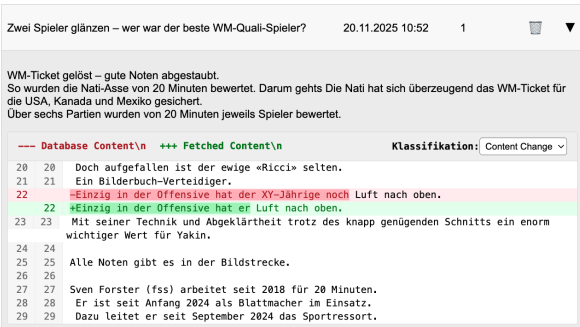 Zwei Spieler glänzen – wer war der beste WM-Quali-Spieler? 20.11.2025 10:52 1 ▼
WM-Ticket gelöst – gute Noten abgestaubt.
So wurden die Nati-Asse von 20 Minuten bewertet. Darum gehts Die Nati hat sich überzeugend das WM-Ticket für
die USA, Kanada und Mexiko gesichert.
Über sechs Partien wurden von 20 Minuten jeweils Spieler bewertet.
--- Database Content\n +++ Fetched Content\n Klassifikation: Content Change
20 20 Doch aufgefallen ist der ewige «Ricci» selten.
21 21 Ein Bilderbuch-Verteidiger.
22 -Einzig in der Offensive hat der XY-Jährige noch Luft nach oben.
22 +Einzig in der Offensive hat er Luft nach oben.
23 23 Mit seiner Technik und Abgeklärtheit trotz des knapp genügenden Schnitts ein enorm
wichtiger Wert für Yakin.
24 24
25 25 Alle Noten gibt es in der Bildstrecke.
26 26
27 27 Sven Forster (fss) arbeitet seit 2018 für 20 Minuten.
28 28 Er ist seit Anfang 2024 als Blattmacher im Einsatz.
29 29 Dazu leitet er seit September 2024 das Sportressort.